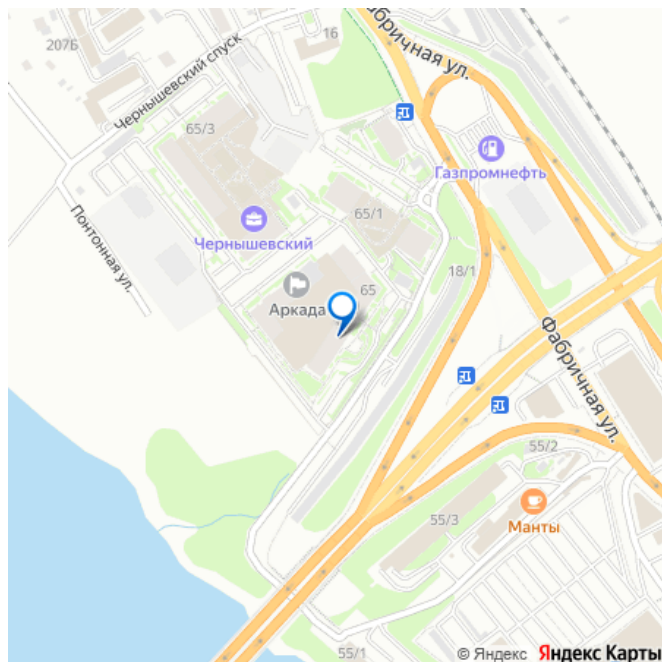 207Б
16
Фабричная ул.
Чернышевский спуск
65/3
Газпромнефть
Понтонная ул.
65/1
Чернышевский
18/1
65
Аркада
Фабричная ул.
55/2
55/3
Манты
55/1
© Яндекс Яндекс Карты